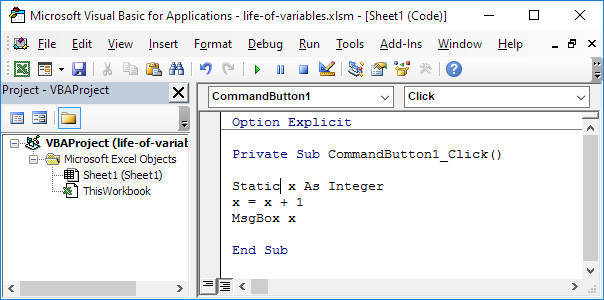 Microsoft Visual Basic for Applications - life-of-variables.xlsm - [Sheet1 (Code)]
File Edit View Insert Format Debug Run Tools Add-Ins Window Help
Project - VBAProject
VBAProject (life-of-variab
Microsoft Excel Objects
Sheet1 (Sheet1)
ThisWorkbook
CommandButton1 Click
Option Explicit
Private Sub CommandButton1_Click()
Static x As Integer
x = x + 1
MsgBox x
End Sub